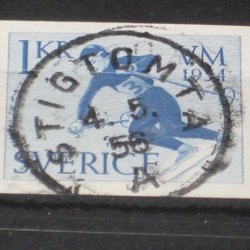 1 KR VM
1954
STIGTOMTA
4. 5.
56
A
SVERIGE